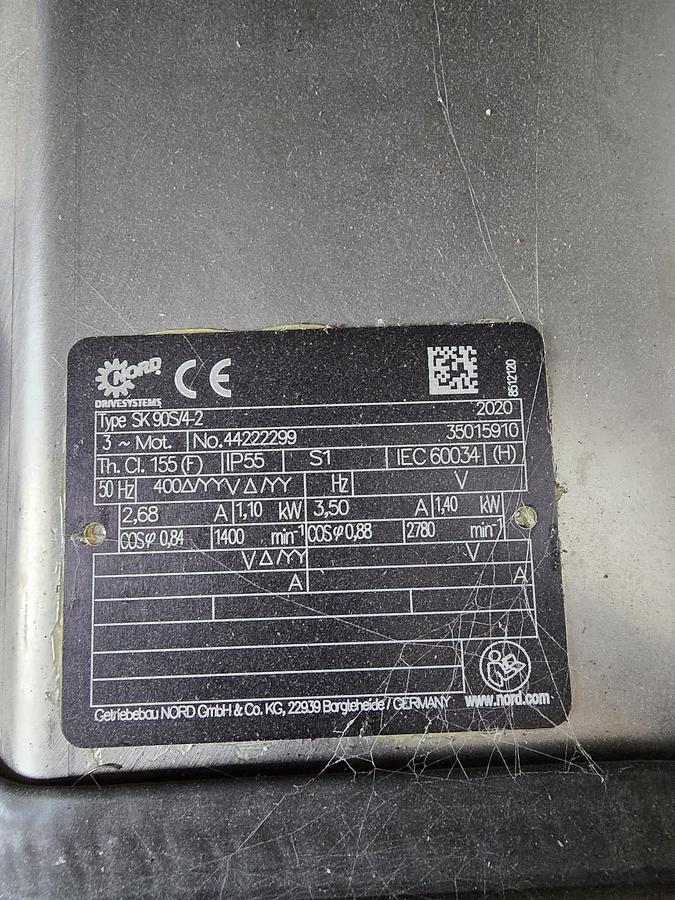 NORD
DRIVESYSTEMS
CE
8512120
Type SK 90S/4-2 2020
3 ~ Mot. No. 44222299 35015910
Th. Cl. 155 (F) IP55 S1 IEC 60034 (H)
50 Hz 400Δ/YY V Δ/YY Hz V
2,68 A 1,10 kW 3,50 A 1,40 kW
COSφ 0,84 1400 min⁻¹ COSφ 0,88 2780 min⁻¹
V Δ/YY V
A A
Getriebebau NORD GmbH & Co. KG, 22939 Bargteheide / GERMANY www.nord.com